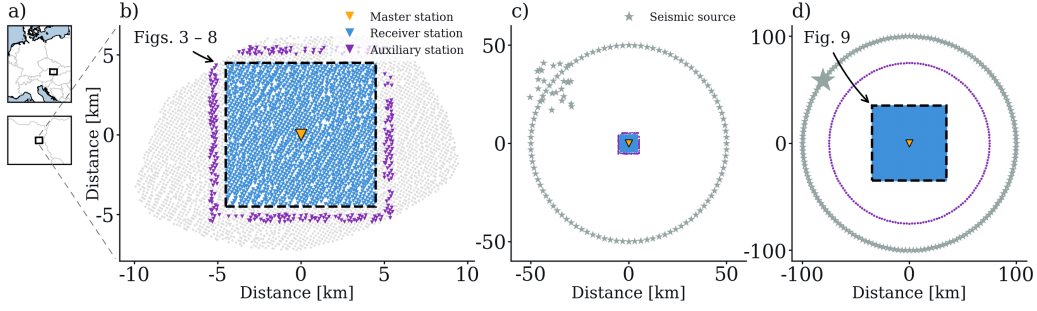 a)
b)
Master station
Receiver station
Auxiliary station
Figs. 3 – 8
5
0
-5
Distance [km]
-10
-5
0
5
10
Distance [km]
c)
Seismic source
50
0
-50
-50
0
50
Distance [km]
d)
Fig. 9
100
0
-100
-100
0
100
Distance [km]